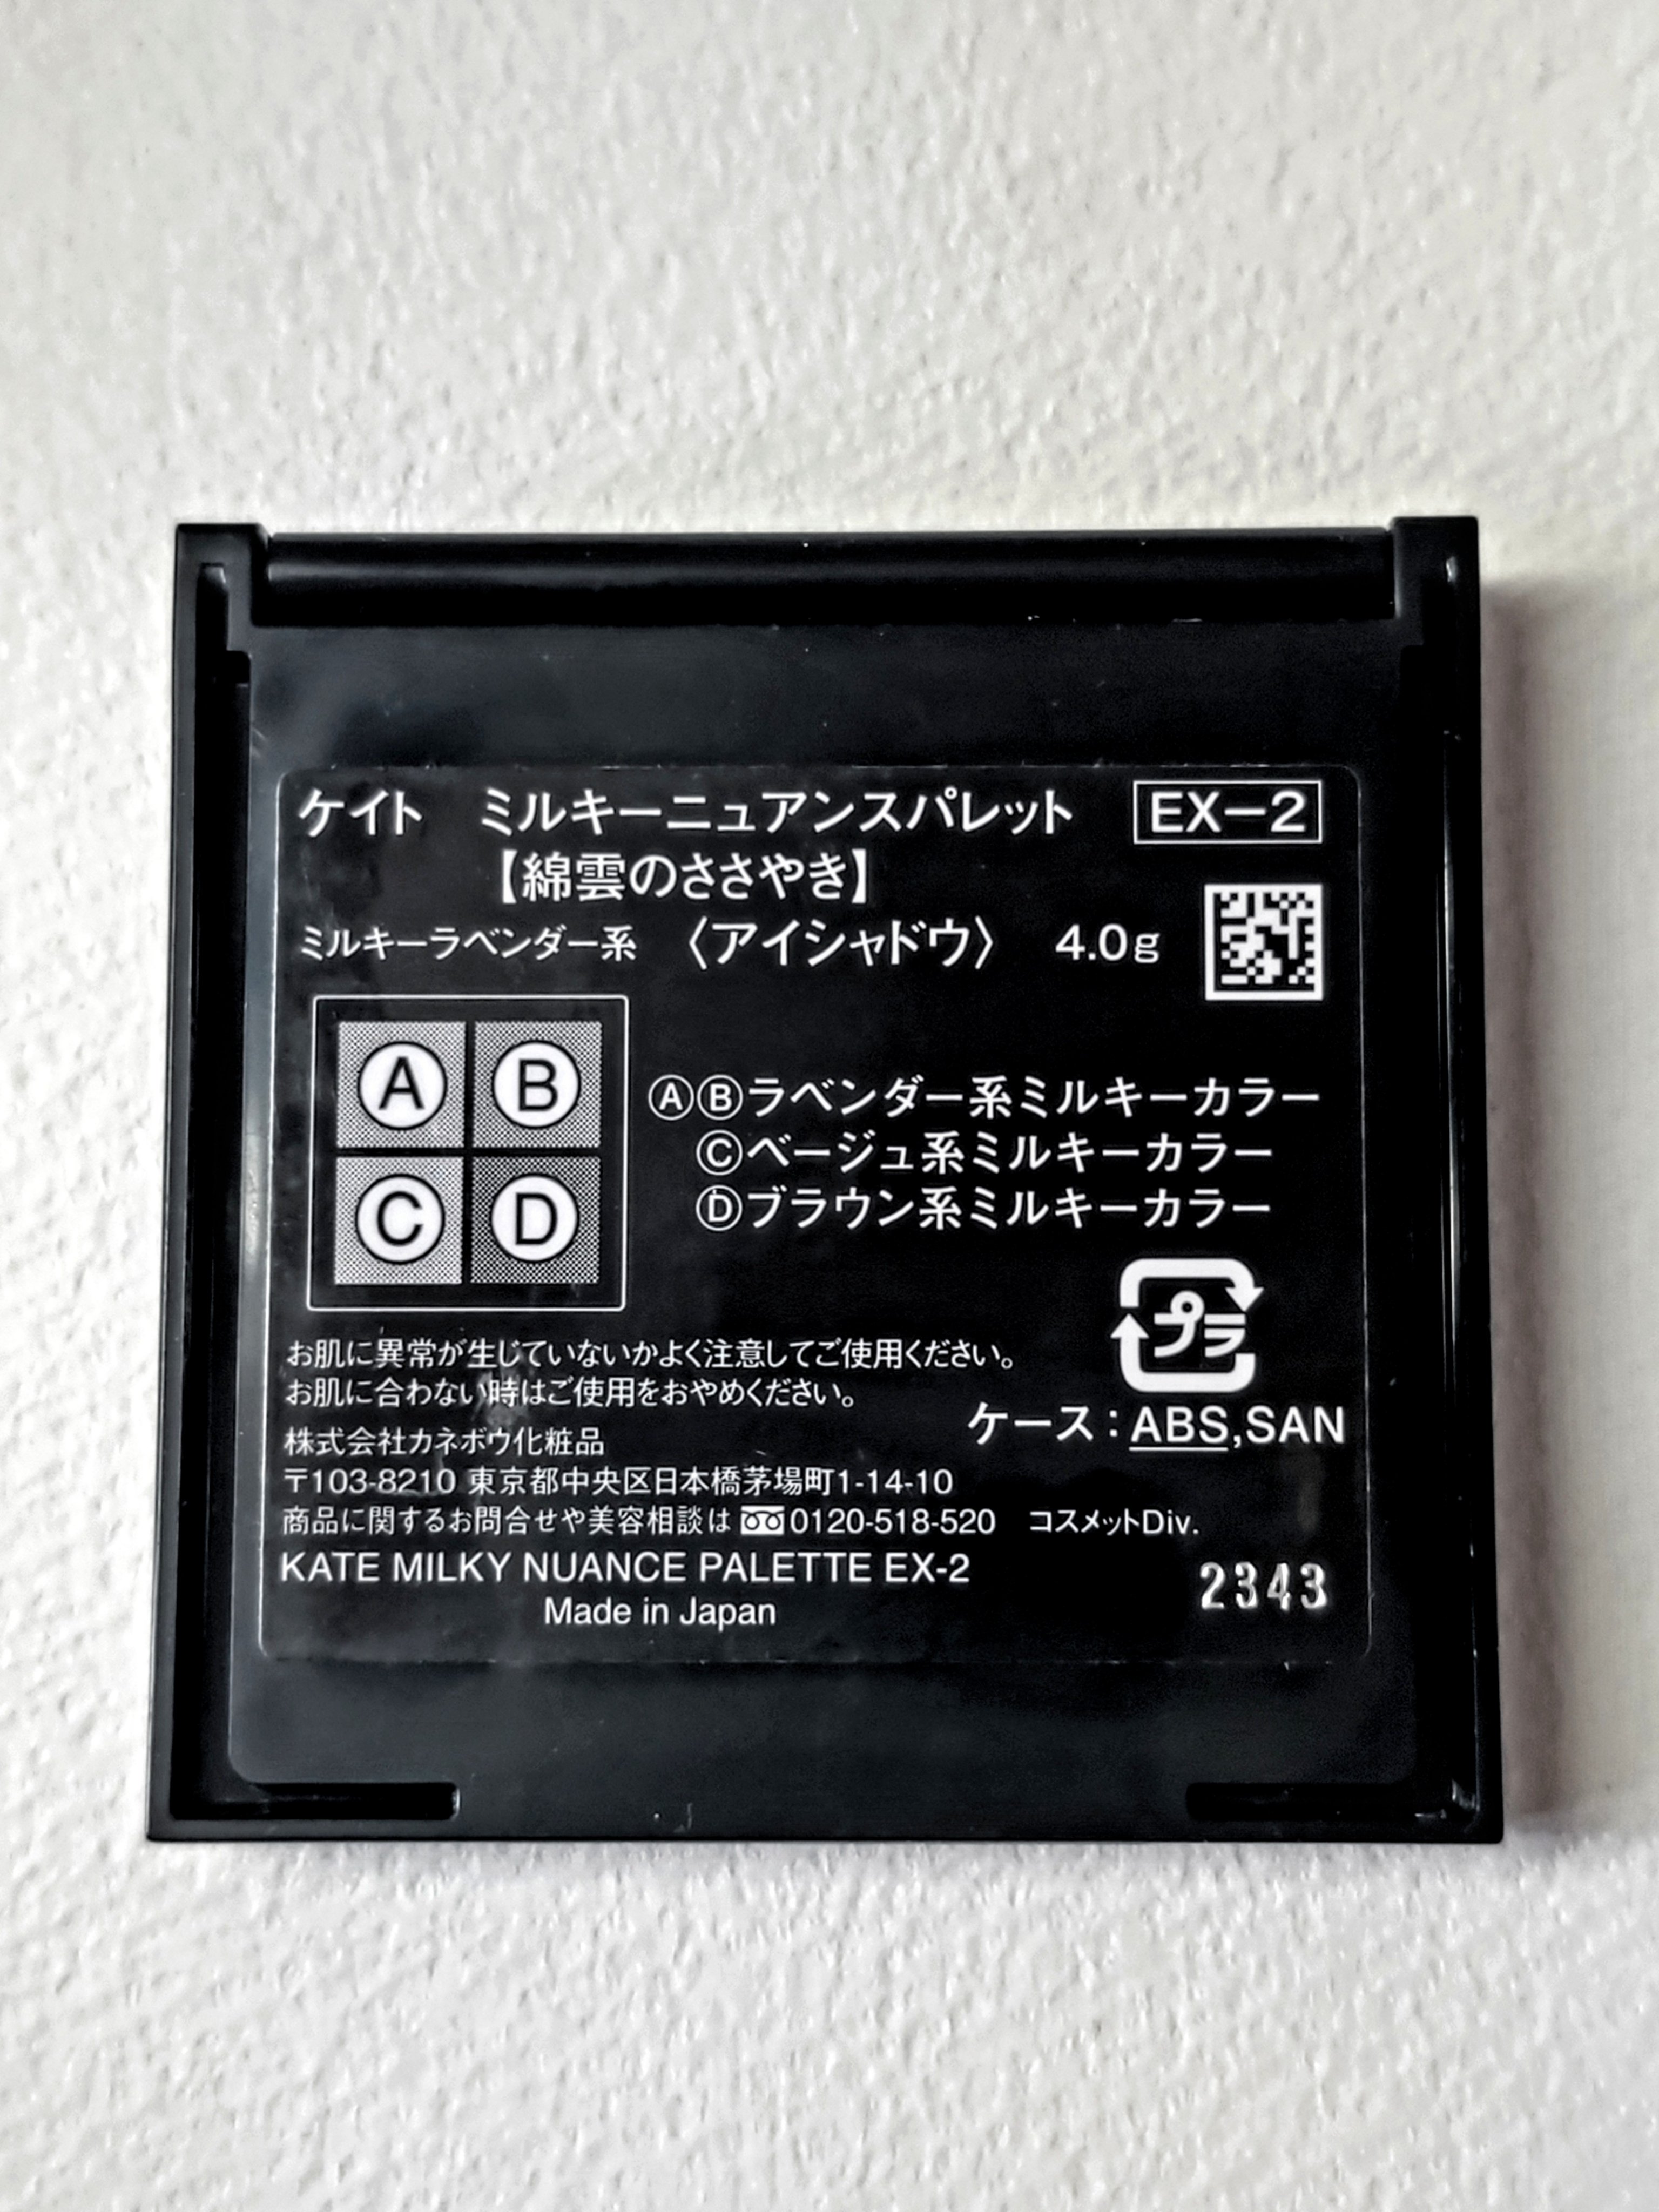 ケイト ミルキーニュアンスパレット EX-2
【綿雲のささやき】
ミルキーラベンダー系 〈アイシャドウ〉 4.0g
A B
C D
ⒶⒷラベンダー系ミルキーカラー
Ⓒベージュ系ミルキーカラー
Ⓓブラウン系ミルキーカラー
プラ
お肌に異常が生じていないかよく注意してご使用ください。
お肌に合わない時はご使用をおやめください。
ケース：ABS,SAN
株式会社カネボウ化粧品
〒103-8210 東京都中央区日本橋茅場町1-14-10
商品に関するお問合せや美容相談は 0120-518-520 コスメットDiv.
KATE MILKY NUANCE PALETTE EX-2
Made in Japan
2343